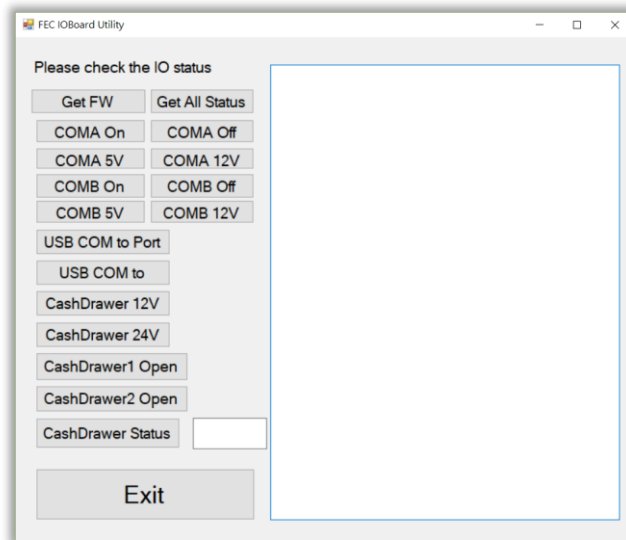 FEC IOBoard Utility
Please check the IO status
Get FW Get All Status
COMA On COMA Off
COMA 5V COMA 12V
COMB On COMB Off
COMB 5V COMB 12V
USB COM to Port
USB COM to
CashDrawer 12V
CashDrawer 24V
CashDrawer1 Open
CashDrawer2 Open
CashDrawer Status
Exit